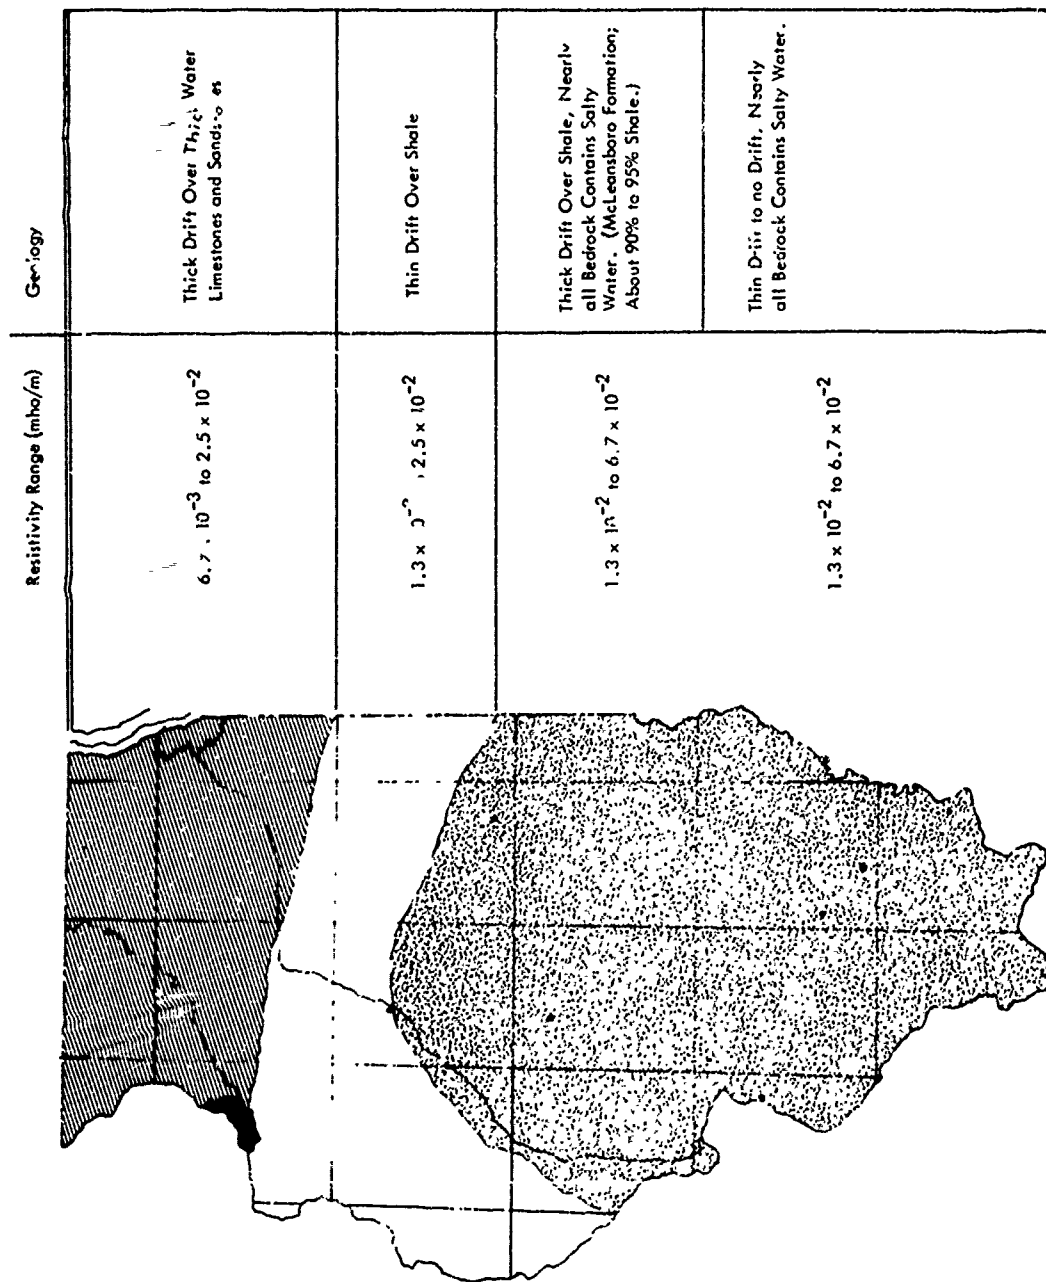 Resistivity Range (mho/m)
Geology
6.7 . 10⁻³ to 2.5 x 10⁻²
Thick Drift Over Thick Water
Limestones and
1.3 x 2.5 x 10⁻²
Thin Drift Over Shale
1.3 x 10⁻² to 6.7 x 10⁻²
Thick Drift Over Shale, Nearly
all Bedrock Contains Salty
Water. (McLeansboro Formation;
About 90% to 95% Shale.)
1.3 x 10⁻² to 6.7 x 10⁻²
Thin Drift to no Drift. Nearly
all Bedrock Contains Salty Water.